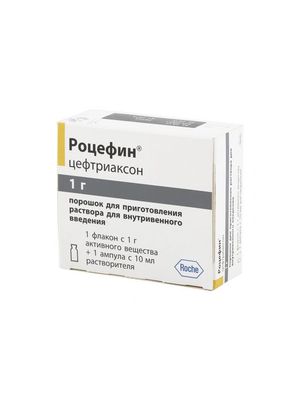 Роцефин®
цефтриаксон
1 г
порошок для приготовления
раствора для внутривенного
введения
1 флакон с 1 г
активного вещества
+ 1 ампула с 10 мл
растворителя
Roche